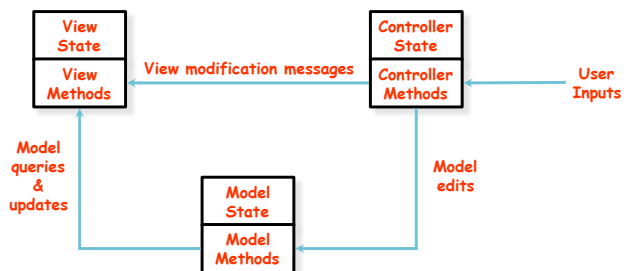 View
State
View
Methods
View modification messages
Controller
State
Controller
Methods
User
Inputs
Model
queries
&
updates
Model
edits
Model
State
Model
Methods